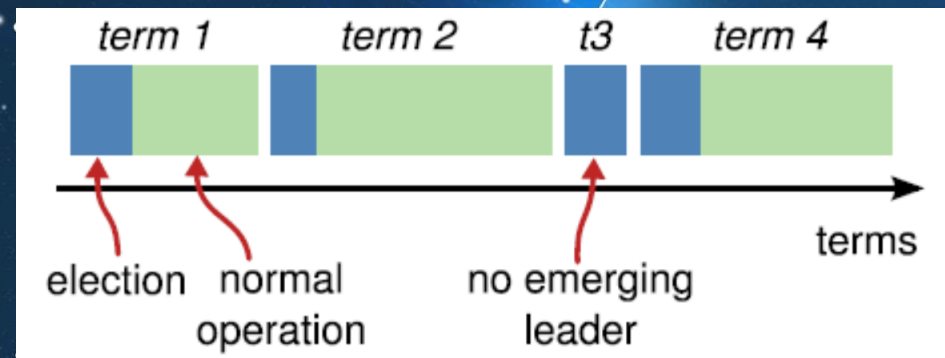 term 1 term 2 t3 term 4
terms
election normal operation no emerging leader